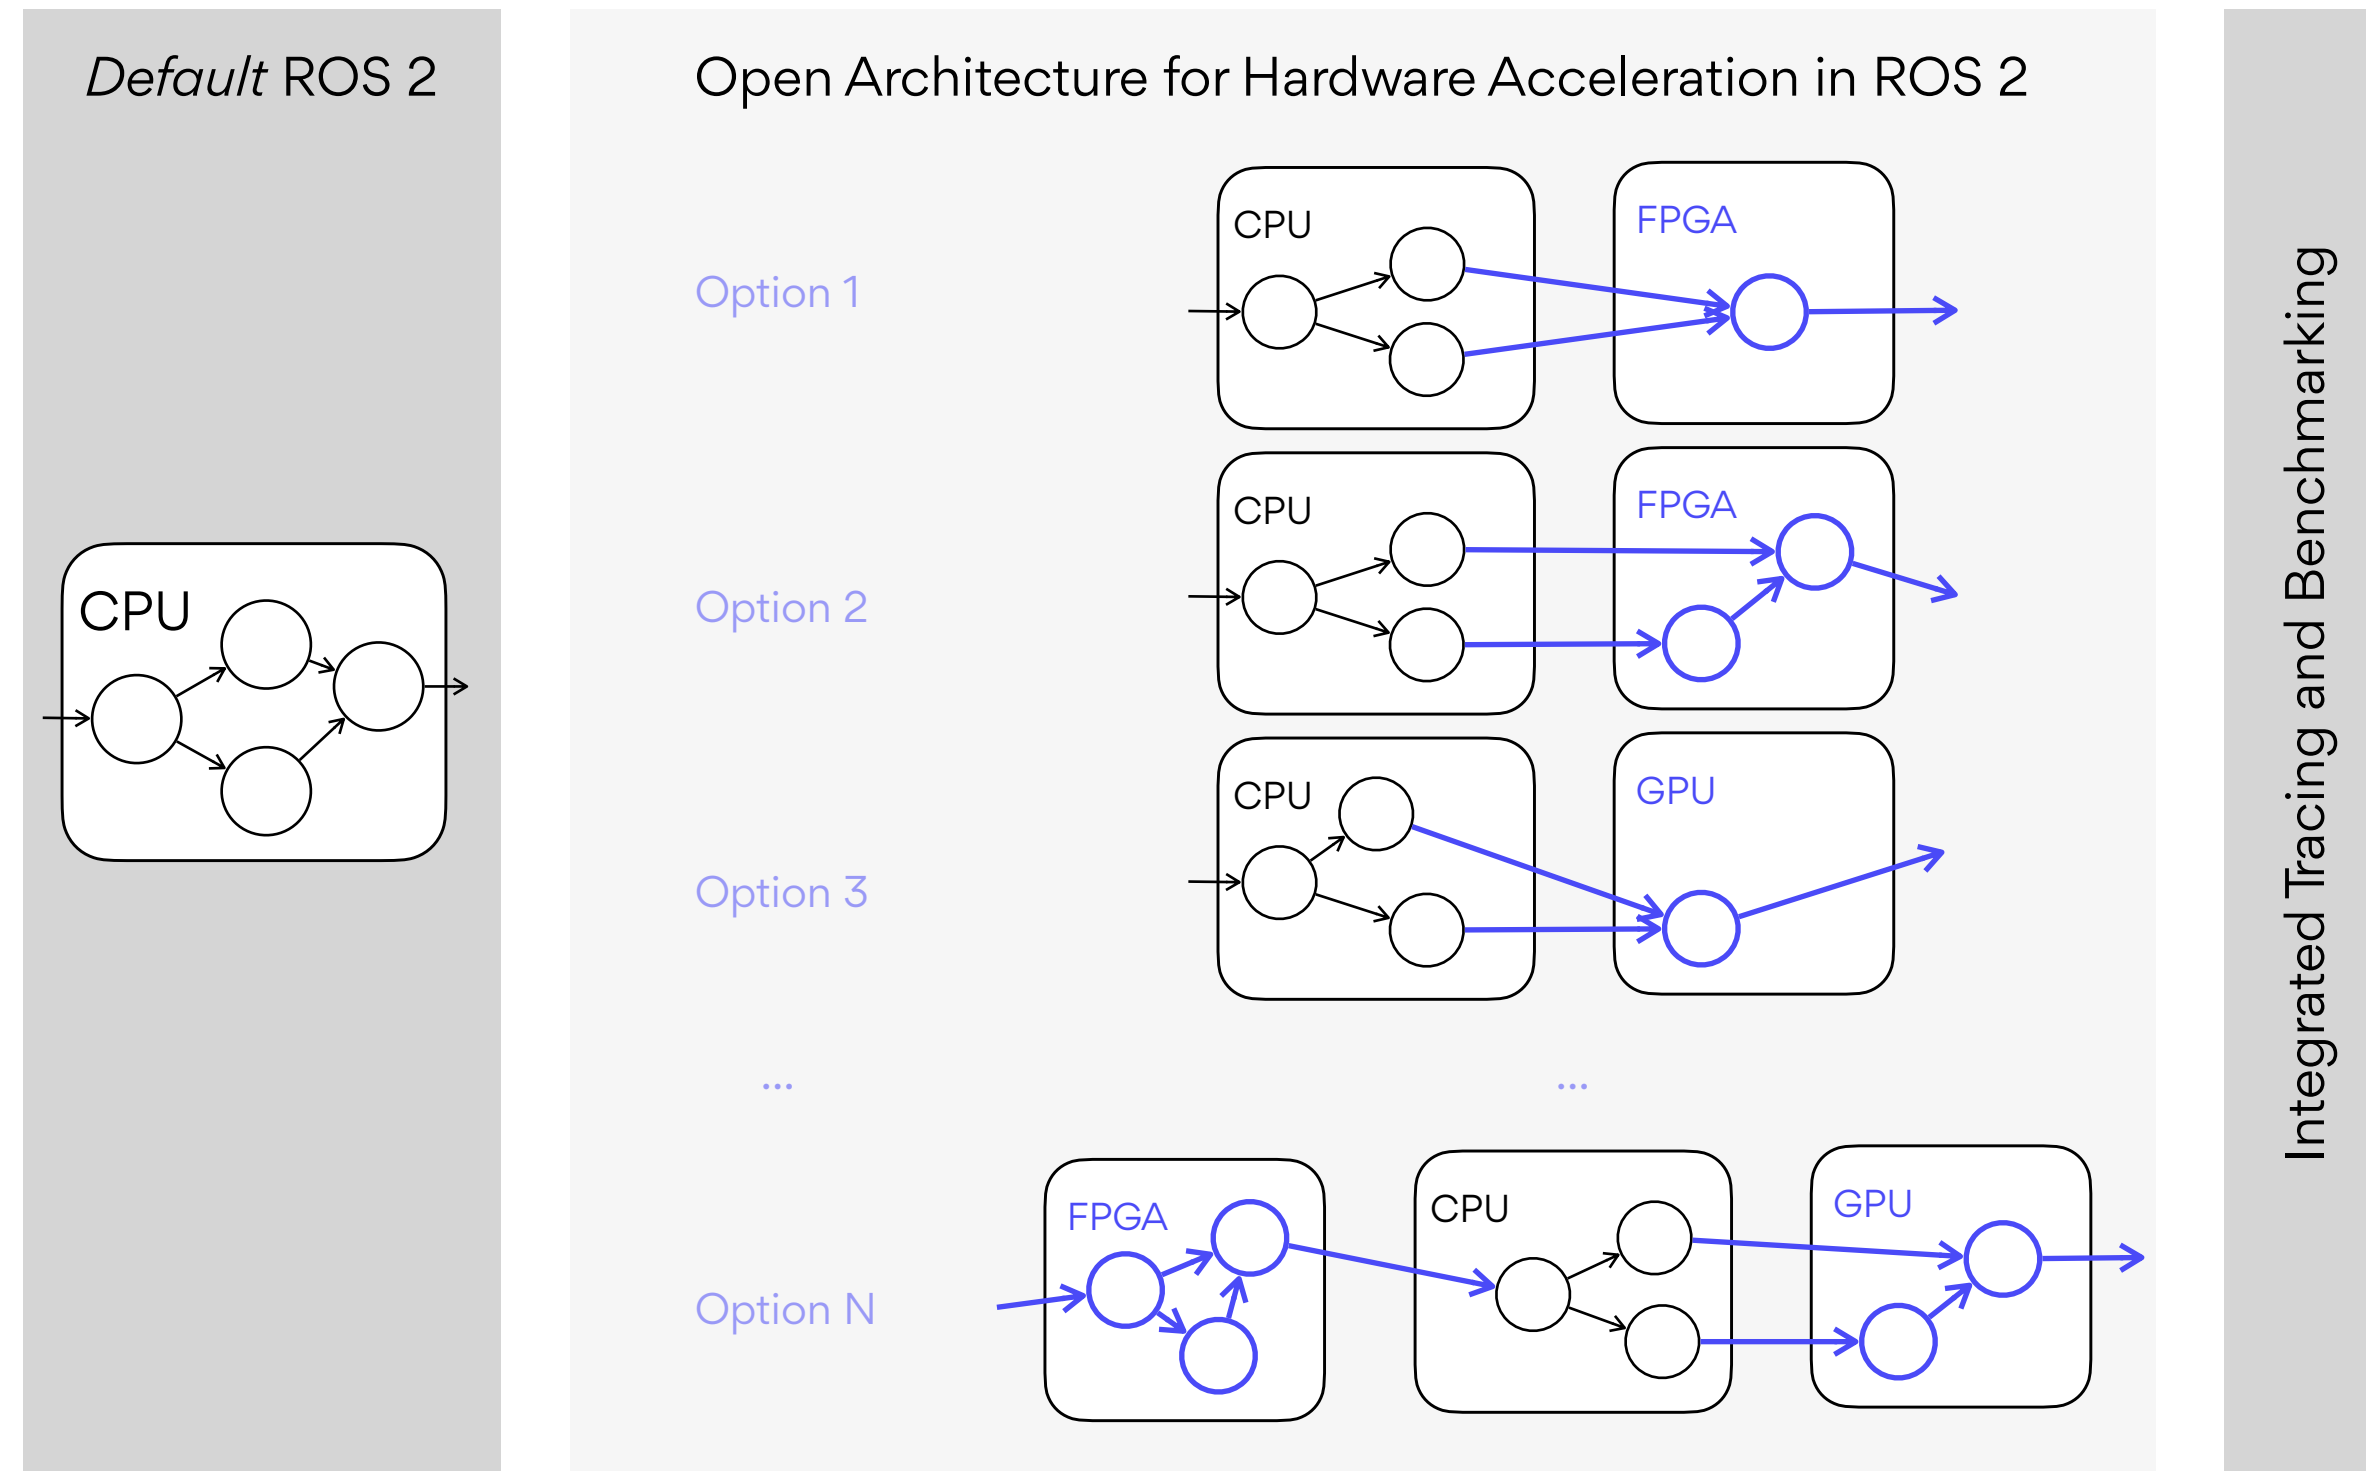 Default ROS 2
CPU
Open Architecture for Hardware Acceleration in ROS 2
Option 1
CPU
FPGA
Option 2
CPU
FPGA
Option 3
CPU
GPU
...
...
Option N
FPGA
CPU
GPU
Integrated Tracing and Benchmarking